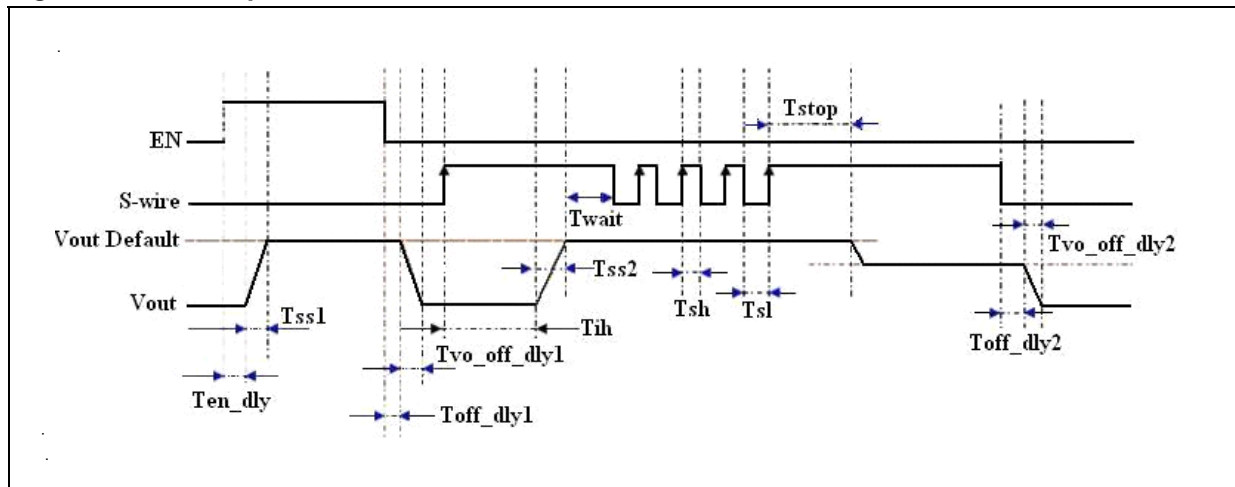 Tstop
EN
S-wire
Twait
Vout Default
Tvo_off_dly2
Tss2
Tsh
Tsl
Vout
Tss1
Tih
Toff_dly2
Tvo_off_dly1
Ten_dly
Toff_dly1